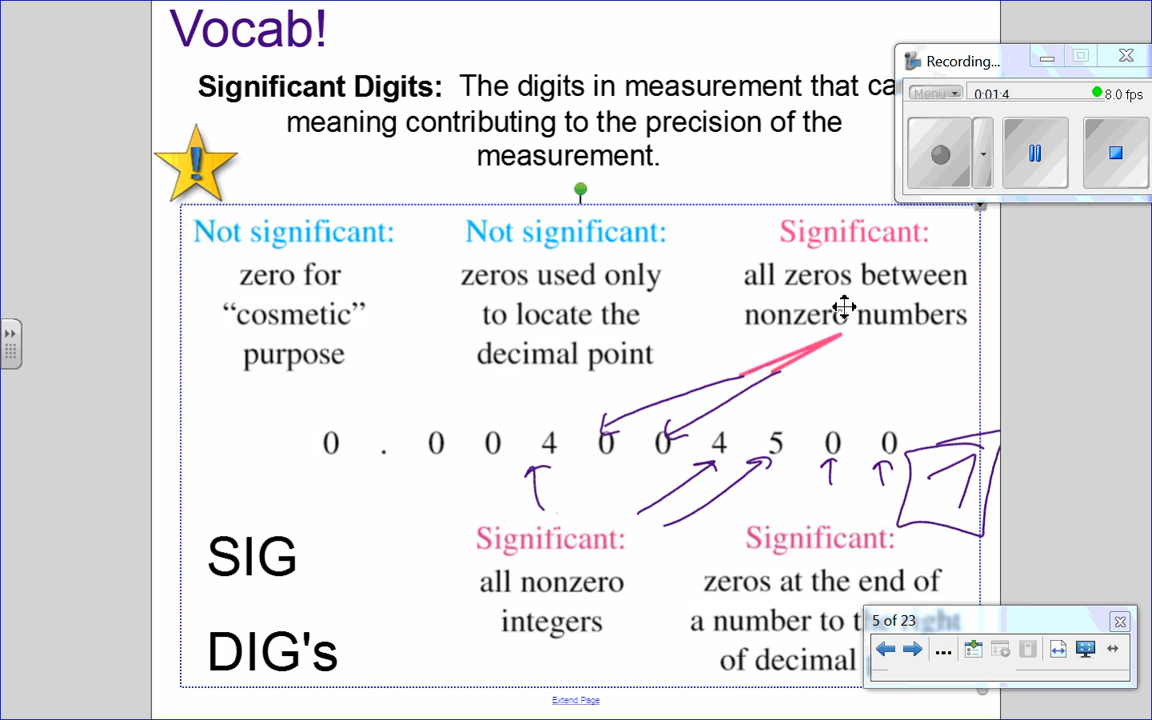 Vocab!
Significant Digits: The digits in measurement that ca
meaning contributing to the precision of the
measurement.
Recording...
Menu
0:01:4
8.0 fps
Not significant:
zero for
“cosmetic”
purpose
Not significant:
zeros used only
to locate the
decimal point
Significant:
all zeros between
nonzero numbers
0 . 0 0 4 0 0 4 5 0 0
7
SIG
DIG's
Significant:
all nonzero
integers
Significant:
zeros at the end of
a number to the right
of decimal
5 of 23
Extend Page